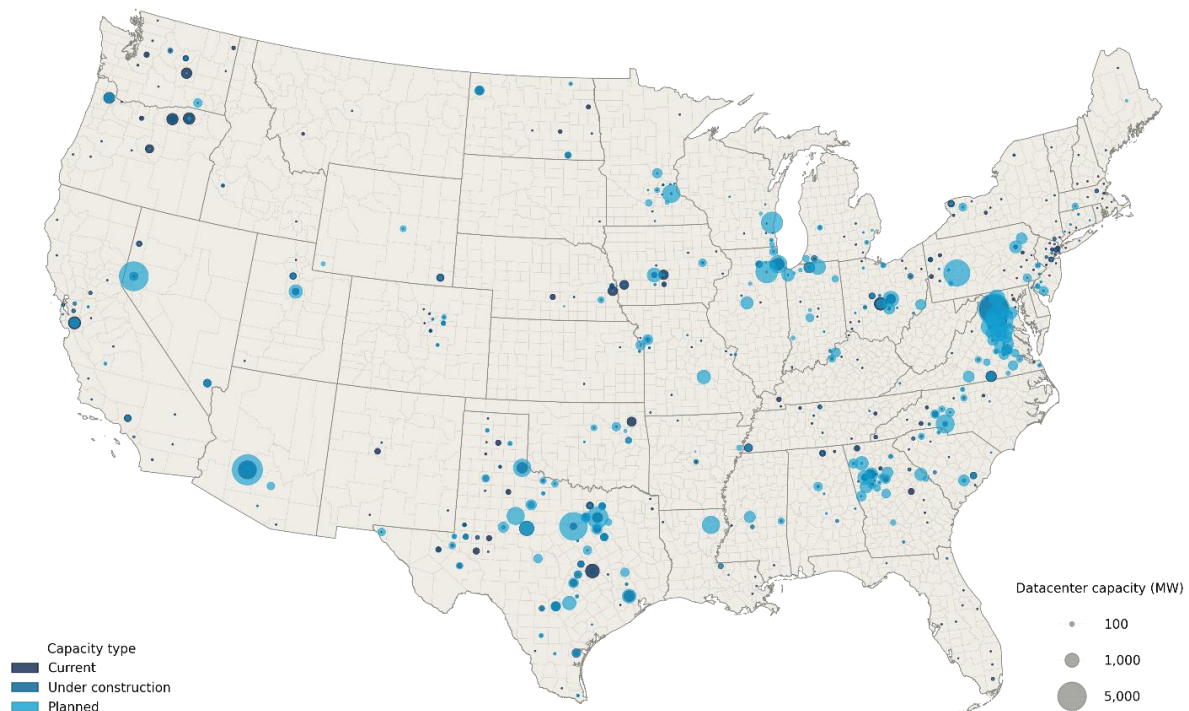 Datacenter capacity (MW)
100
1,000
5,000
Capacity type
Current
Under construction
Planned